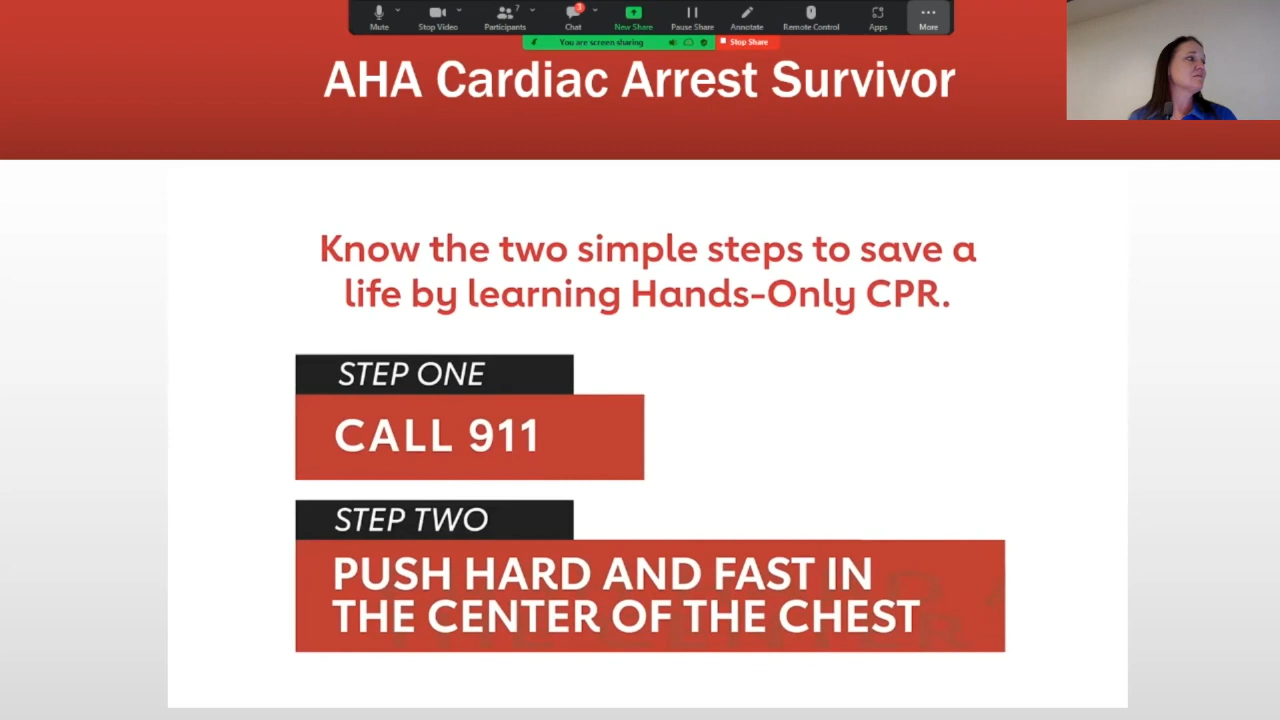 Mute
Stop Video
Participants
7
Chat
3
New Share
Pause Share
Annotate
Remote Control
Apps
More
You are screen sharing
Stop Share
AHA Cardiac Arrest Survivor
Know the two simple steps to save a
life by learning Hands-Only CPR.
STEP ONE
CALL 911
STEP TWO
PUSH HARD AND FAST IN
THE CENTER OF THE CHEST